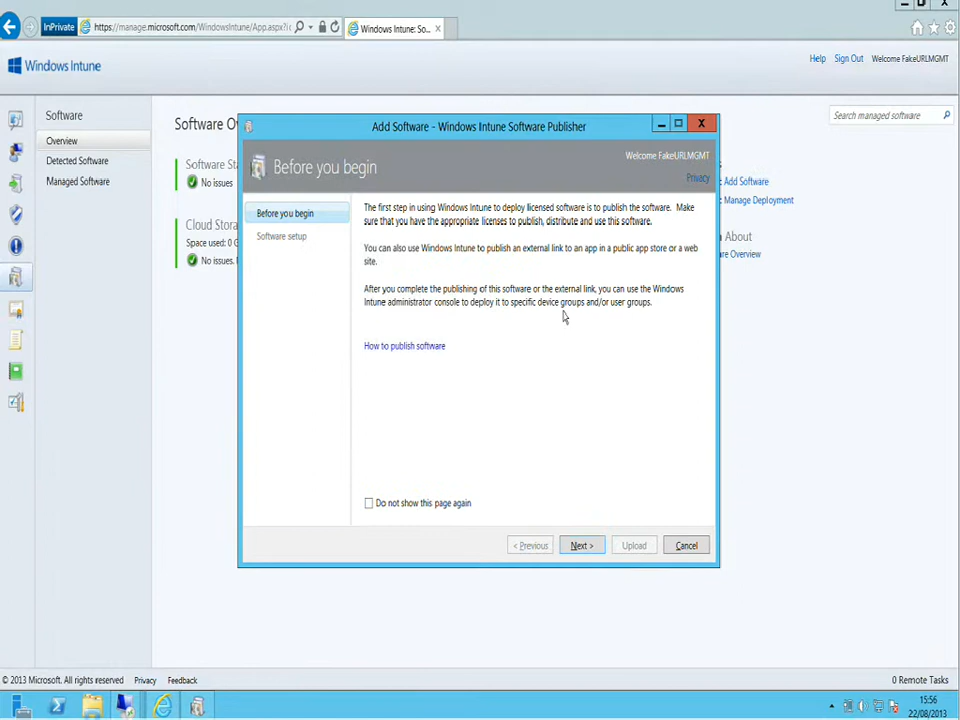 InPrivate
https://manage.microsoft.com/WindowsIntune/App.aspx?i
Windows Intune: So...
Windows Intune
Help
Sign Out
Welcome FakeURLMGMT
Software
Overview
Detected Software
Managed Software
Software O
Search managed software
Software Sta
No issues
Cloud Stora
Space used: 0 G
No issues.
Add Software
Manage Deployment
About
re Overview
Add Software - Windows Intune Software Publisher
Before you begin
Welcome FakeURLMGMT
Privacy
Before you begin
Software setup
The first step in using Windows Intune to deploy licensed software is to publish the software. Make
sure that you have the appropriate licenses to publish, distribute and use this software.
You can also use Windows Intune to publish an external link to an app in a public app store or a web
site.
After you complete the publishing of this software or the external link, you can use the Windows
Intune administrator console to deploy it to specific device groups and/or user groups.
How to publish software
Do not show this page again
< Previous
Next >
Upload
Cancel
© 2013 Microsoft. Privacy Feedback
0 Remote Tasks
15:56
22/08/2013